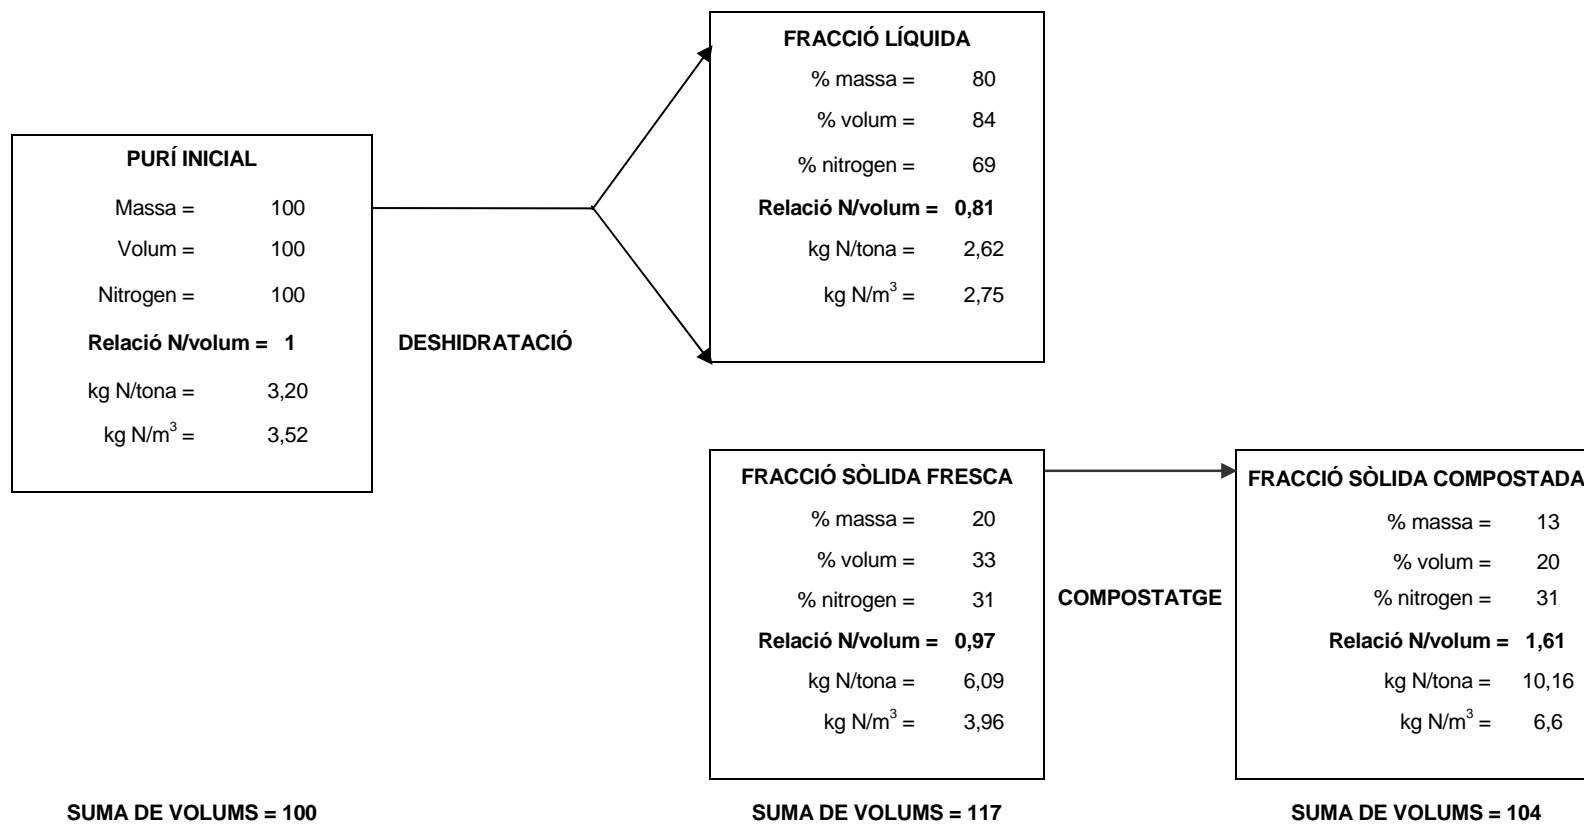 PURÍ INICIAL
Massa = 100
Volum = 100
Nitrogen = 100
Relació N/volum = 1
kg N/tona = 3,20
kg N/m³ = 3,52
DESHIDRATACIÓ
FRACCIÓ LÍQUIDA
% massa = 80
% volum = 84
% nitrogen = 69
Relació N/volum = 0,81
kg N/tona = 2,62
kg N/m³ = 2,75
FRACCIÓ SÒLIDA FRESCA
% massa = 20
% volum = 33
% nitrogen = 31
Relació N/volum = 0,97
kg N/tona = 6,09
kg N/m³ = 3,96
COMPOSTATGE
FRACCIÓ SÒLIDA COMPOSTADA
% massa = 13
% volum = 20
% nitrogen = 31
Relació N/volum = 1,61
kg N/tona = 10,16
kg N/m³ = 6,6
SUMA DE VOLUMS = 100
SUMA DE VOLUMS = 117
SUMA DE VOLUMS = 104